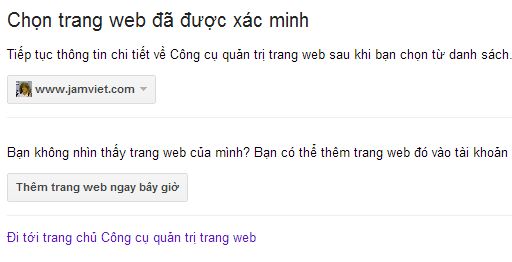 Chọn trang web đã được xác minh
Tiếp tục thông tin chi tiết về Công cụ quản trị trang web sau khi bạn chọn từ danh sách.
www.jamviet.com
Bạn không nhìn thấy trang web của mình? Bạn có thể thêm trang web đó vào tài khoản
Thêm trang web ngay bây giờ
Đi tới trang chủ Công cụ quản trị trang web